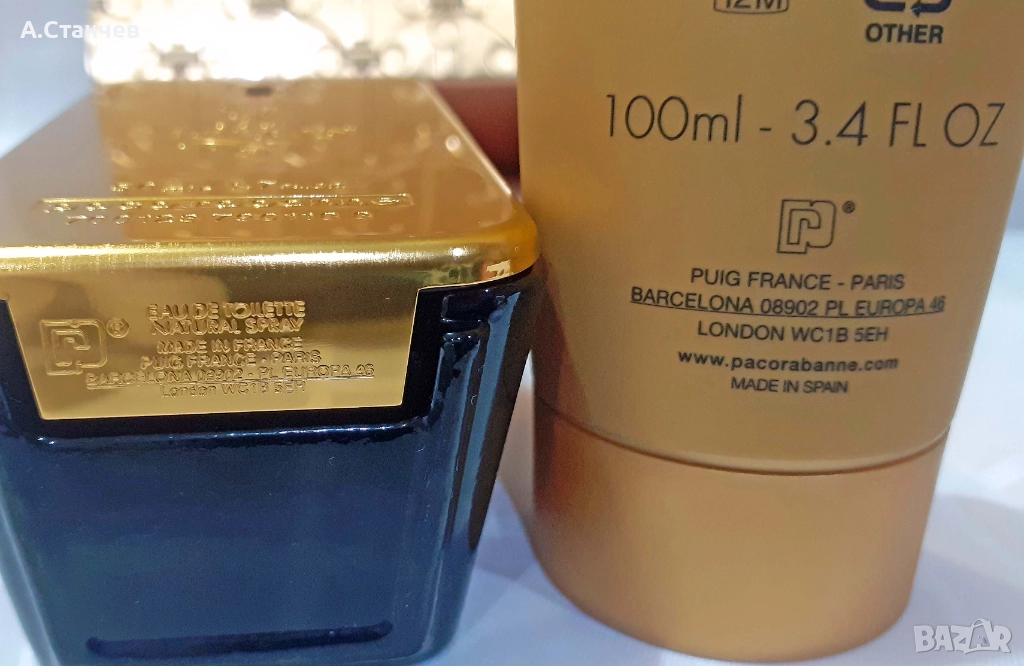 А.Станчев
12M
OTHER
100ml - 3.4 FL OZ
PUIG FRANCE - PARIS
BARCELONA 08902 PL EUROPA 46
LONDON WC1B 5EH
www.pacorabanne.com
MADE IN SPAIN
EAU DE TOILETTE
NATURAL SPRAY
MADE IN FRANCE
PUIG FRANCE - PARIS
BARCELONA 08902 - PL EUROPA 46
London WC1B 5EH
BAZAR